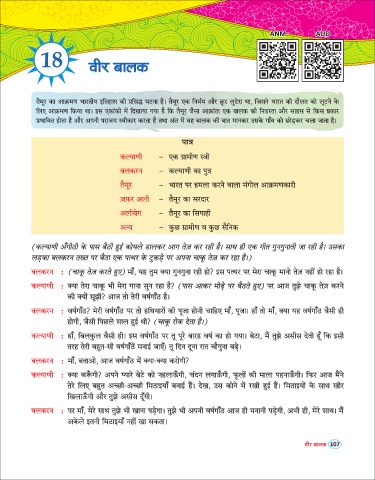 ANM AUD
18
वीर बालक
तैमूर का आक्रमण भारतीय इतिहास की प्रसिद्ध घटना है। तैमूर एक निर्मम और क्रूर लुटेरा था, जिसने भारत की दौलत को लूटने के
लिए आक्रमण किया था। इस एकांकी में दिखाया गया है कि तैमूर जैसा आक्रांता एक बालक की निडरता और साहस से किस प्रकार
प्रभावित होता है और अपनी पराजय स्वीकार करता है तथा अंत में वह बालक की बात मानकर उसके गाँव को छोड़कर चला जाता है।
पात्र
कल्याणी – एक ग्रामीण स्त्री
बलकरन – कल्याणी का पुत्र
तैमूर – भारत पर हमला करने वाला मंगोल आक्रमणकारी
ज़फ़र अली – तैमूर का सरदार
अलीबेग – तैमूर का सिपाही
अन्य – कुछ ग्रामीण व कुछ सैनिक
(कल्याणी अँगीठी के पास बैठी हुई कोयले डालकर आग तेज़ कर रही है। साथ ही एक गीत गुनगुनाती जा रही है। उसका
लड़का बलकरन तख़्त पर बैठा एक पत्थर के टुकड़े पर अपना चाकू तेज़ कर रहा है।)
बलकरन : (चाकू तेज़ करते हुए) माँ, यह तुम क्या गुनगुना रही हो? इस पत्थर पर मेरा चाकू मानो तेज़ नहीं हो रहा है।
कल्याणी : क्या तेरा चाकू भी मेरा गाना सुन रहा है? (पास आकर मोढ़े पर बैठते हुए) पर आज तुझे चाकू तेज़ करने
की क्यों सूझी? आज तो तेरी वर्षगाँठ है।
बलकरन : वर्षगाँठ? मेरी वर्षगाँठ पर तो हथियारों की पूजा होनी चाहिए माँ, पूजा। हाँ तो माँ, क्या यह वर्षगाँठ वैसी ही
होगी, जैसी पिछले साल हुई थी? (चाकू रोक देता है।)
कल्याणी : हाँ, बिलकुल वैसी ही। इस वर्षगाँठ पर तू पूरे बारह वर्ष का हो गया। बेटा, मैं तुझे असीस देती हूँ कि इसी
तरह तेरी बहुत-सी वर्षगाँठें मनाई जाएँ। तू दिन दूना रात चौगुना बढ़े।
बलकरन : माँ, बताओ, आज वर्षगाँठ में क्या-क्या करोगी?
कल्याणी : क्या करूँगी? अपने प्यारे बेटे को नहलाऊँगी, चंदन लगाऊँगी, फूलों की माला पहनाऊँगी। फिर आज मैंने
तेरे लिए बहुत अच्छी-अच्छी मिठाइयाँ बनाई हैं। देख, उस कोने में रखी हुई हैं। मिठाइयों के साथ खीर
खिलाऊँगी और तुझे असीस दूँगी।
बलकरन : पर माँ, मेरे साथ तुझे भी खाना पड़ेगा। तुझे भी अपनी वर्षगाँठ आज ही मनानी पड़ेगी, अभी ही, मेरे साथ। मैं
अकेले इतनी मिठाइयाँ नहीं खा सकता।
वीर बालक 107